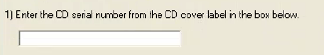 1) Enter the CD serial number from the CD cover label in the box below.